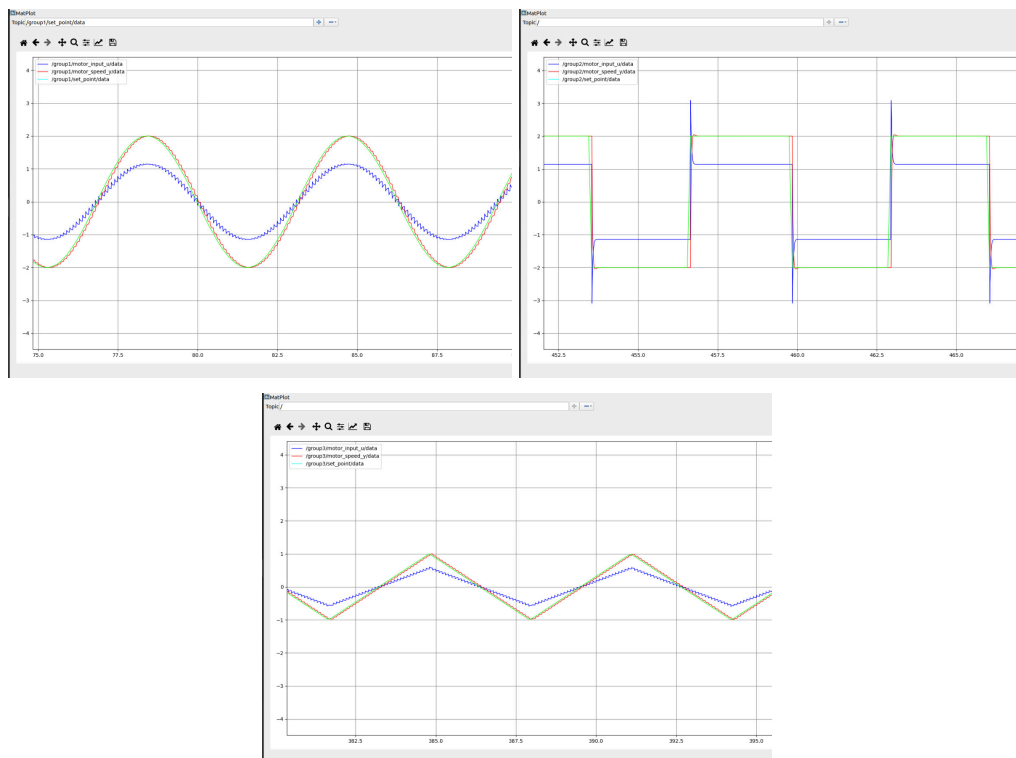 MatPlot
Topic /group1/set_point/data
/group1/motor_input_u/data
/group1/motor_speed_y/data
/group1/set_point/data
4
3
2
1
0
−1
−2
−3
−4
75.0 77.5 80.0 82.5 85.0 87.5
MatPlot
Topic /
/group2/motor_input_u/data
/group2/motor_speed_y/data
/group2/set_point/data
4
3
2
1
0
−1
−2
−3
−4
452.5 455.0 457.5 460.0 462.5 465.0
MatPlot
Topic /
/group3/motor_input_u/data
/group3/motor_speed_y/data
/group3/set_point/data
4
3
2
1
0
−1
−2
−3
−4
382.5 385.0 387.5 390.0 392.5 395.0